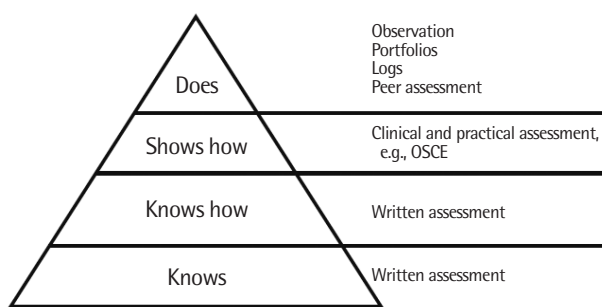 Observation
Portfolios
Logs
Peer assessment
Does
Clinical and practical assessment,
e.g., OSCE
Shows how
Knows how
Written assessment
Knows
Written assessment